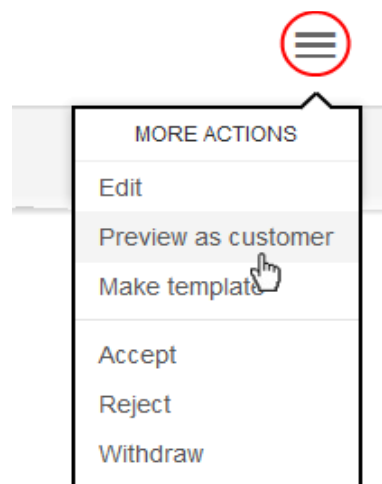 MORE ACTIONS
Edit
Preview as customer
Make template
Accept
Reject
Withdraw